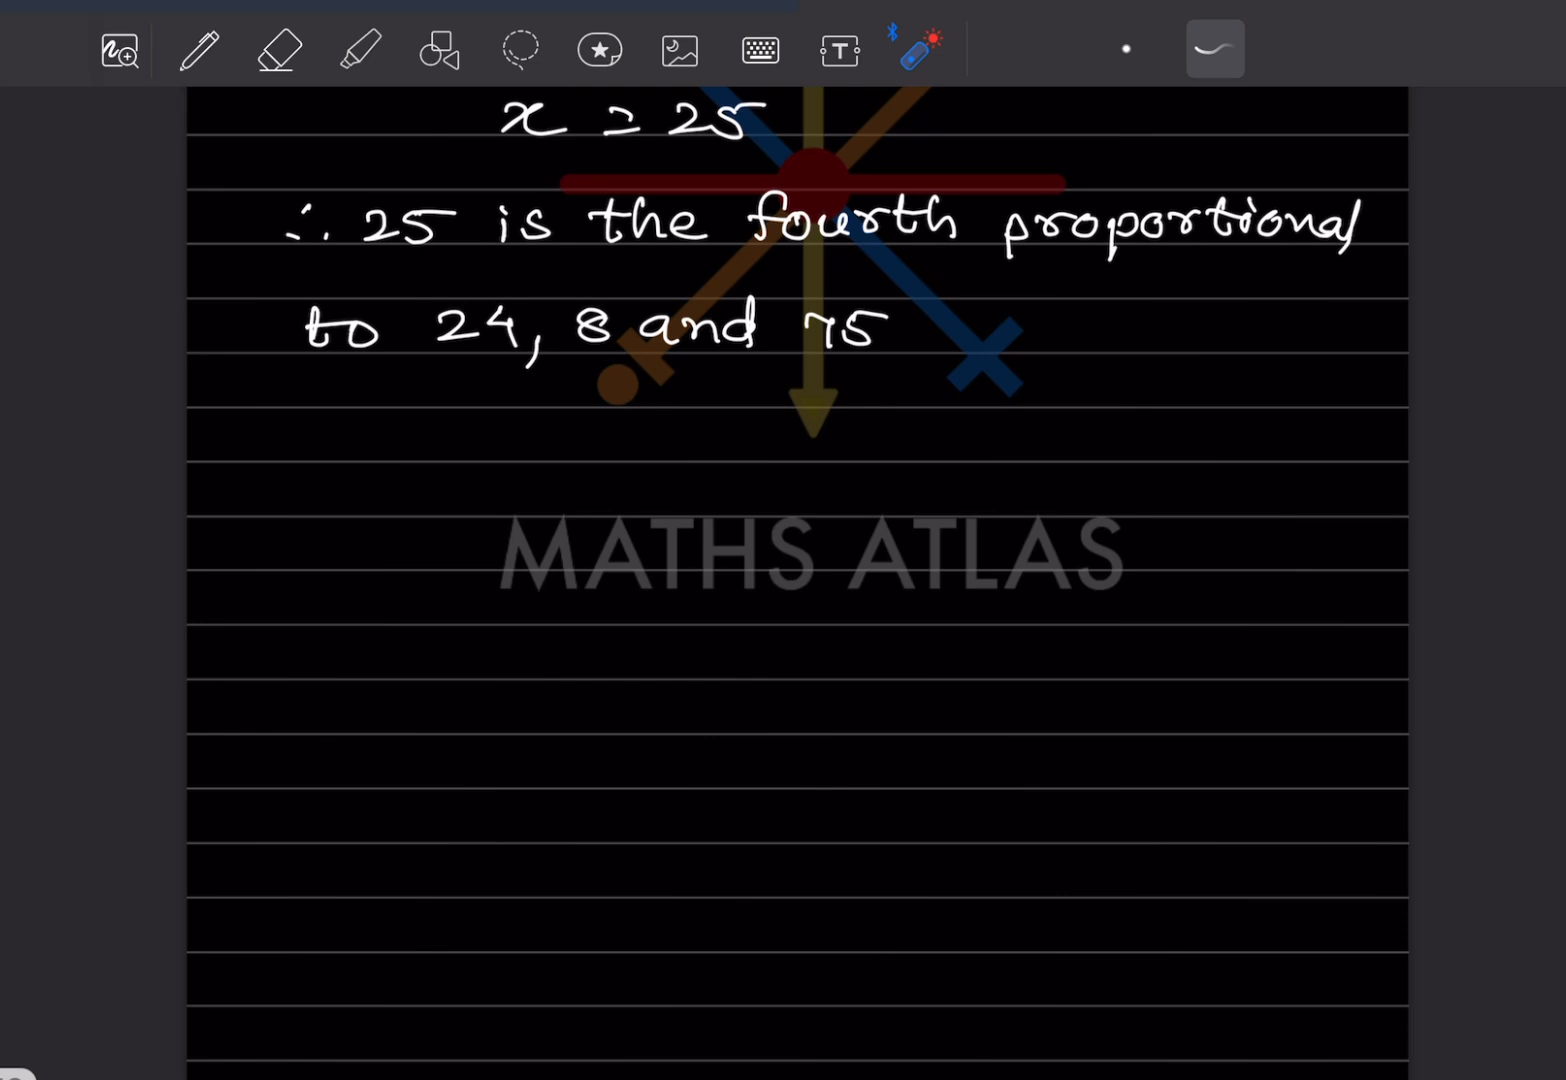 x = 25
∴ 25 is the fourth proportional
to 24, 8 and 75
MATHS ATLAS